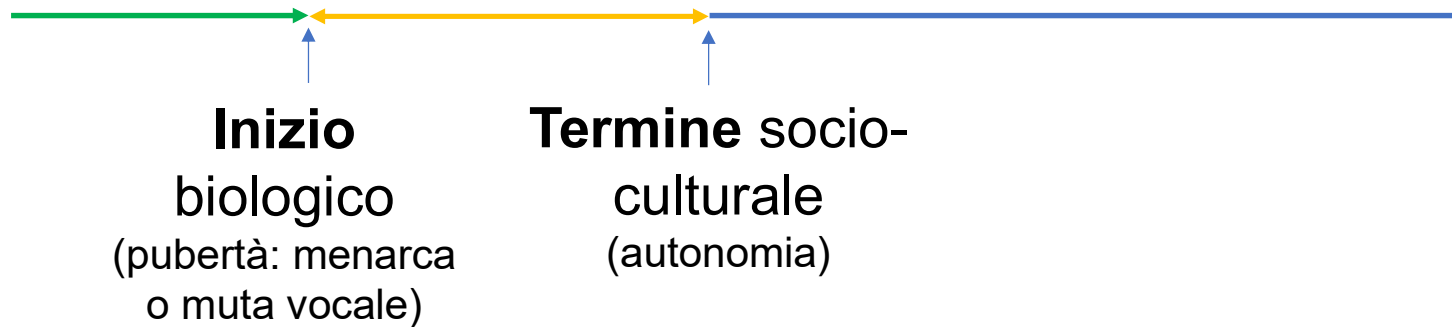 Inizio
biologico
(pubertà: menarca
o muta vocale)
Termine socio-
culturale
(autonomia)